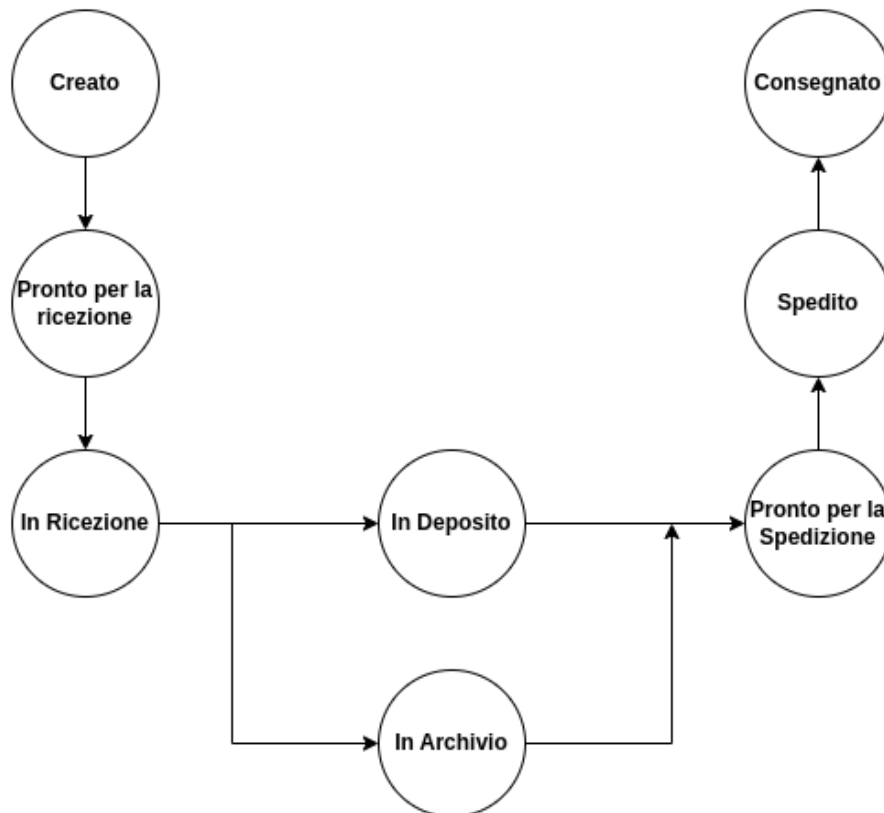 Creato
Consegnato
Pronto per la
ricezione
Spedito
In Ricezione
In Deposito
Pronto per la
Spedizione
In Archivio